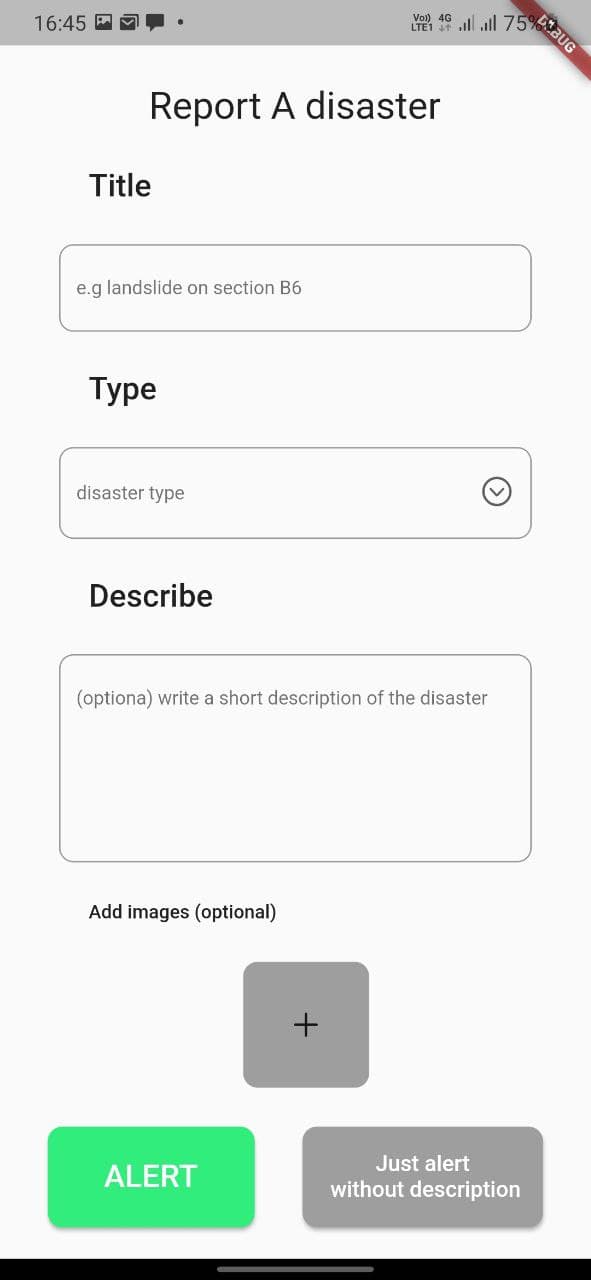 16:45
Vo)) 4G
LTE1
75%
DEBUG
Report A disaster
Title
e.g landslide on section B6
Type
disaster type
Describe
(optiona) write a short description of the disaster
Add images (optional)
+
ALERT
Just alert
without description